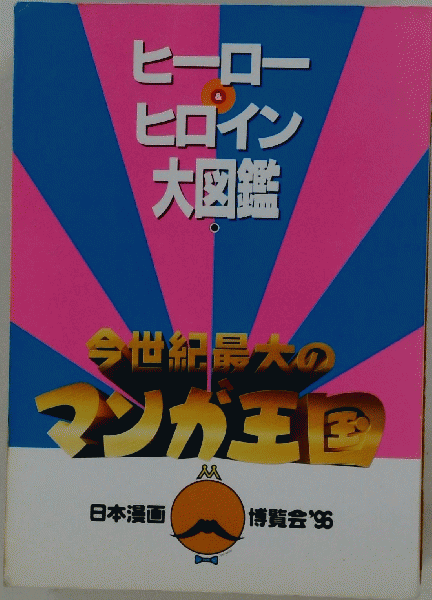 ヒーロー
&
ヒロイン
大図鑑
今世紀最大の
マンガ王国
日本漫画 博覧会'96